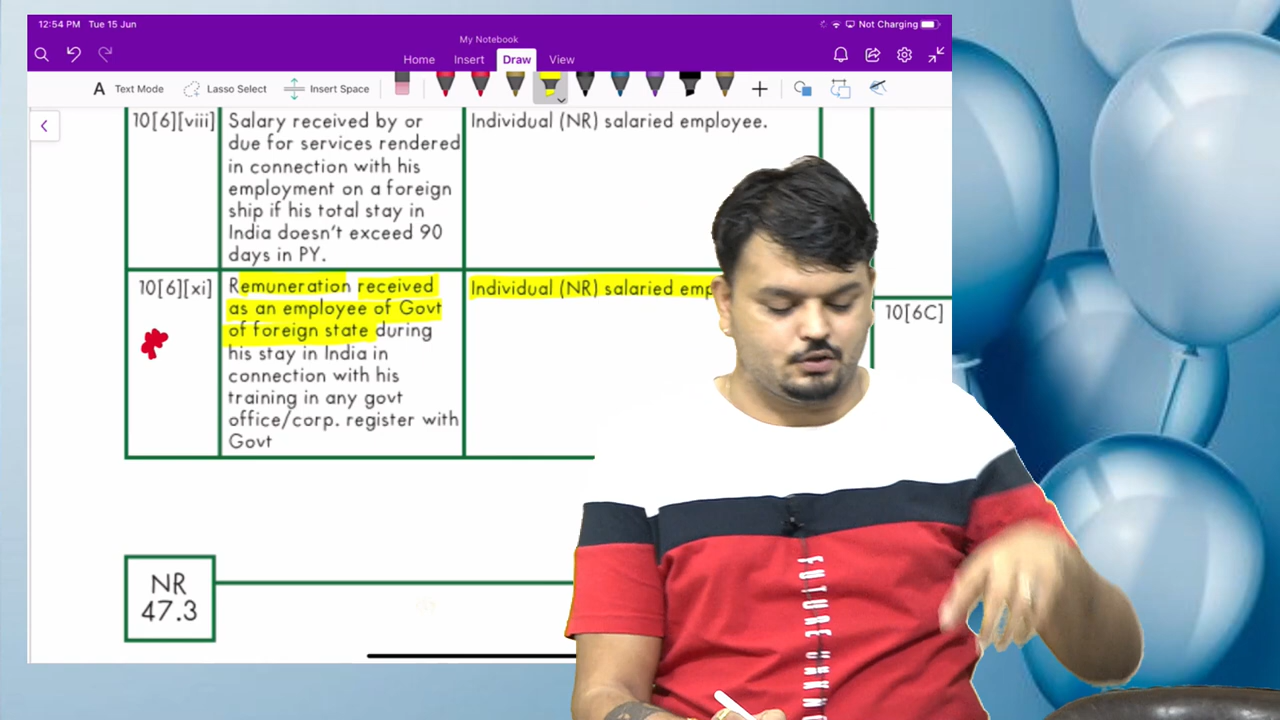 12:54 PM Tue 15 Jun
Not Charging
My Notebook
Home Insert Draw View
Text Mode Lasso Select Insert Space
10[6][viii]
Salary received by or
due for services rendered
in connection with his
employment on a foreign
ship if his total stay in
India doesn't exceed 90
days in PY.
Individual (NR) salaried employee.
10[6][xi]
Remuneration received
as an employee of Govt
of foreign state during
his stay in India in
connection with his
training in any govt
office/corp. register with
Govt
Individual (NR) salaried emp
10[6C]
NR
47.3
FUTURE